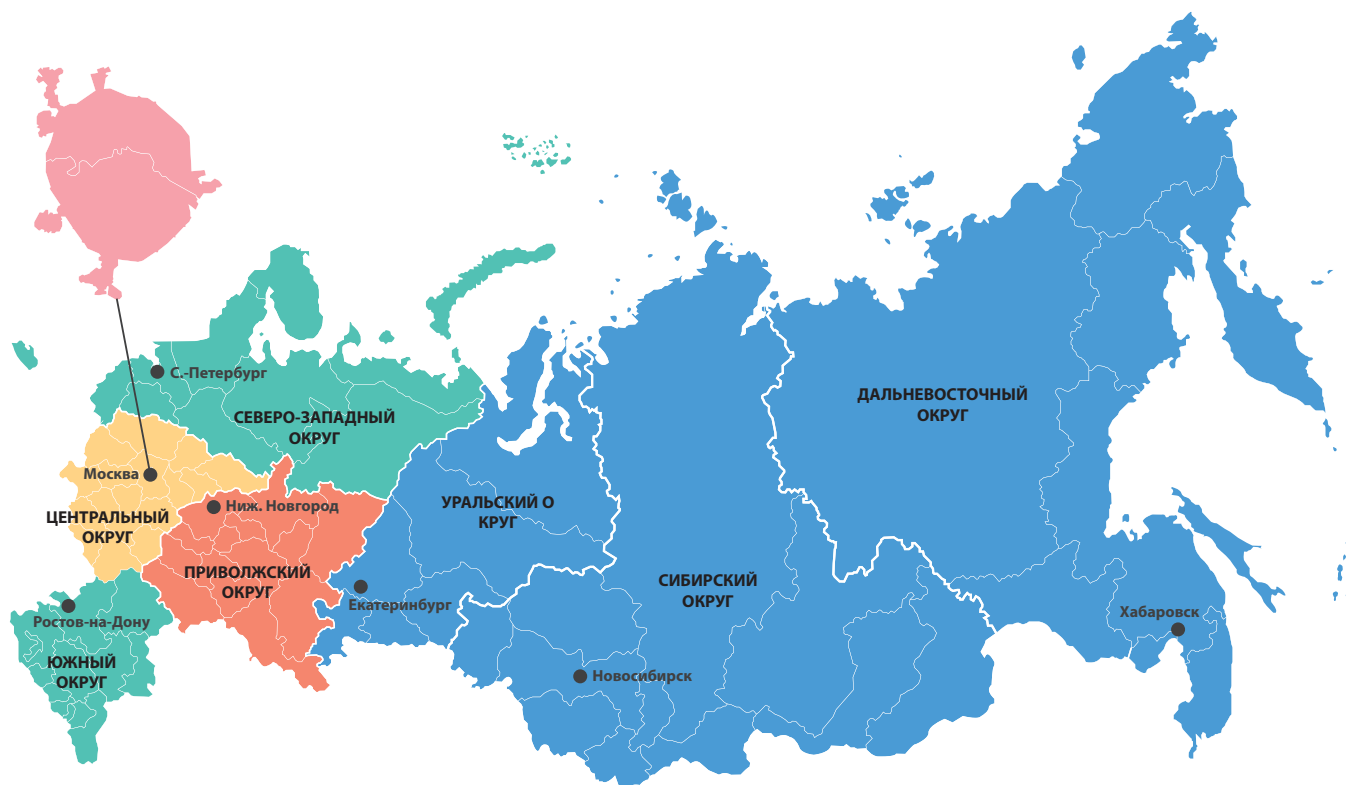 С.-Петербург
СЕВЕРО-ЗАПАДНЫЙ
ОКРУГ
ДАЛЬНЕВОСТОЧНЫЙ
ОКРУГ
Москва
ЦЕНТРАЛЬНЫЙ
ОКРУГ
Ниж. Новгород
УРАЛЬСКИЙ О
КРУГ
ПРИВОЛЖСКИЙ
ОКРУГ
Екатеринбург
СИБИРСКИЙ
ОКРУГ
Хабаровск
Ростов-на-Дону
ЮЖНЫЙ
ОКРУГ
Новосибирск